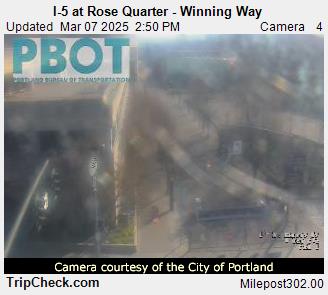 I-5 at Rose Quarter - Winning Way
Updated Mar 07 2025 2:50 PM Camera 4
PBOT
PORTLAND BUREAU OF TRANSPORTATION
Camera courtesy of the City of Portland
TripCheck.com Milepost302.00